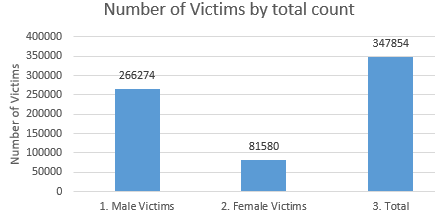 Number of Victims by total count
Number of Victims
400000
350000
300000
250000
200000
150000
100000
50000
0
266274
81580
347854
1. Male Victims
2. Female Victims
3. Total